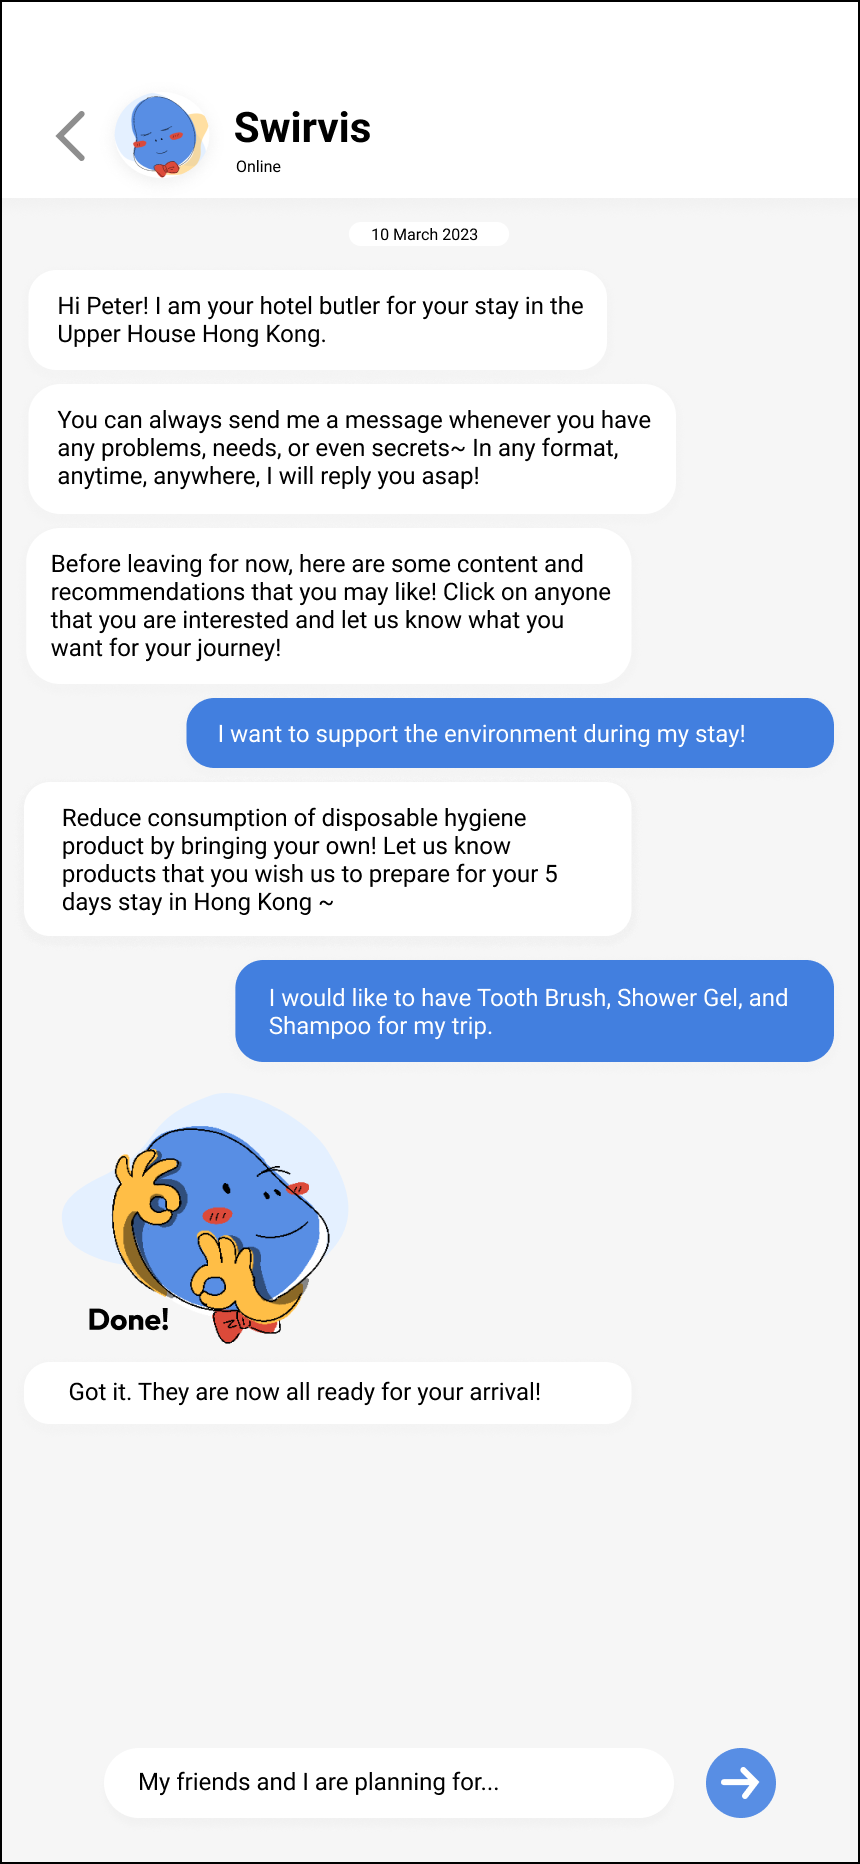 Swirvis
Online
10 March 2023
Hi Peter! I am your hotel butler for your stay in the
Upper House Hong Kong.
You can always send me a message whenever you have
any problems, needs, or even secrets~ In any format,
anytime, anywhere, I will reply you asap!
Before leaving for now, here are some content and
recommendations that you may like! Click on anyone
that you are interested and let us know what you
want for your journey!
I want to support the environment during my stay!
Reduce consumption of disposable hygiene
product by bringing your own! Let us know
products that you wish us to prepare for your 5
days stay in Hong Kong ~
I would like to have Tooth Brush, Shower Gel, and
Shampoo for my trip.
Done!
Got it. They are now all ready for your arrival!
My friends and I are planning for...